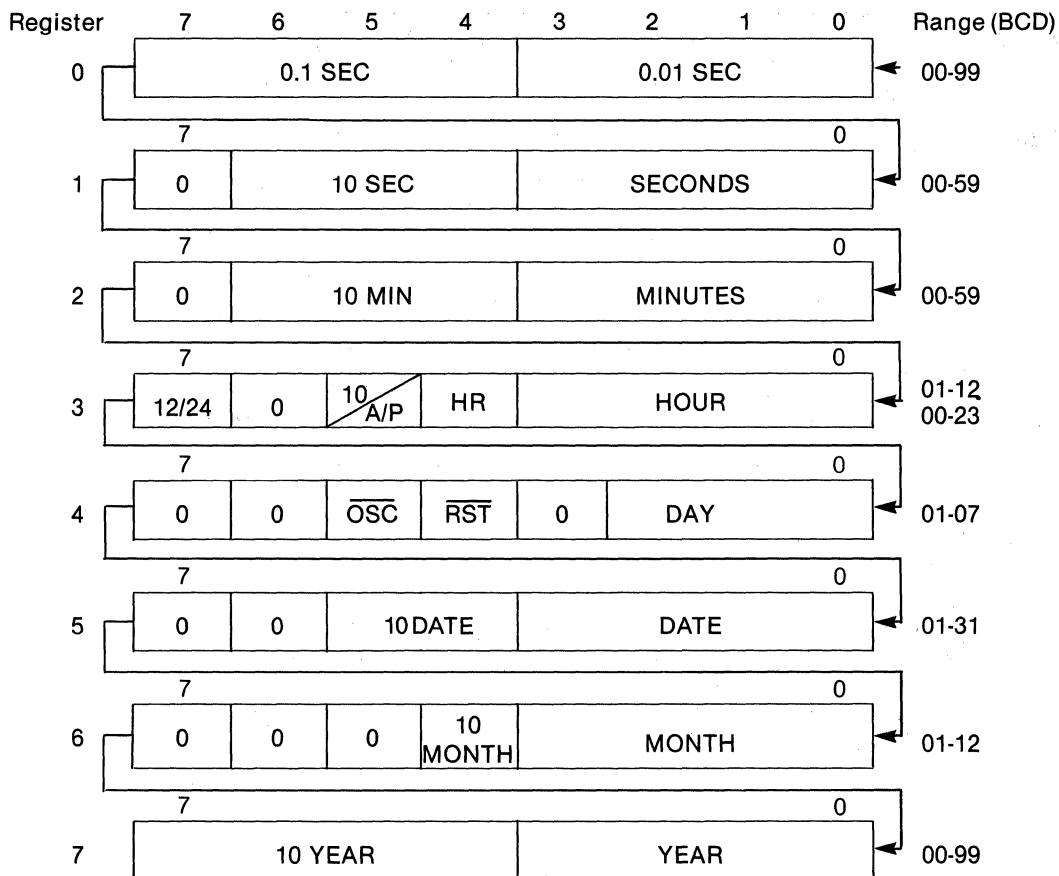 Register 7 6 5 4 3 2 1 0 Range (BCD)
0 0.1 SEC 0.01 SEC 00-99
7 0
1 0 10 SEC SECONDS 00-59
7 0
2 0 10 MIN MINUTES 00-59
7 0
3 12/24 0 10 A/P HR HOUR 01-12
00-23
7 0
4 0 0 O̅S̅C̅ R̅S̅T̅ 0 DAY 01-07
7 0
5 0 0 10DATE DATE 01-31
7 0
6 0 0 0 10 MONTH MONTH 01-12
7 0
7 10 YEAR YEAR 00-99